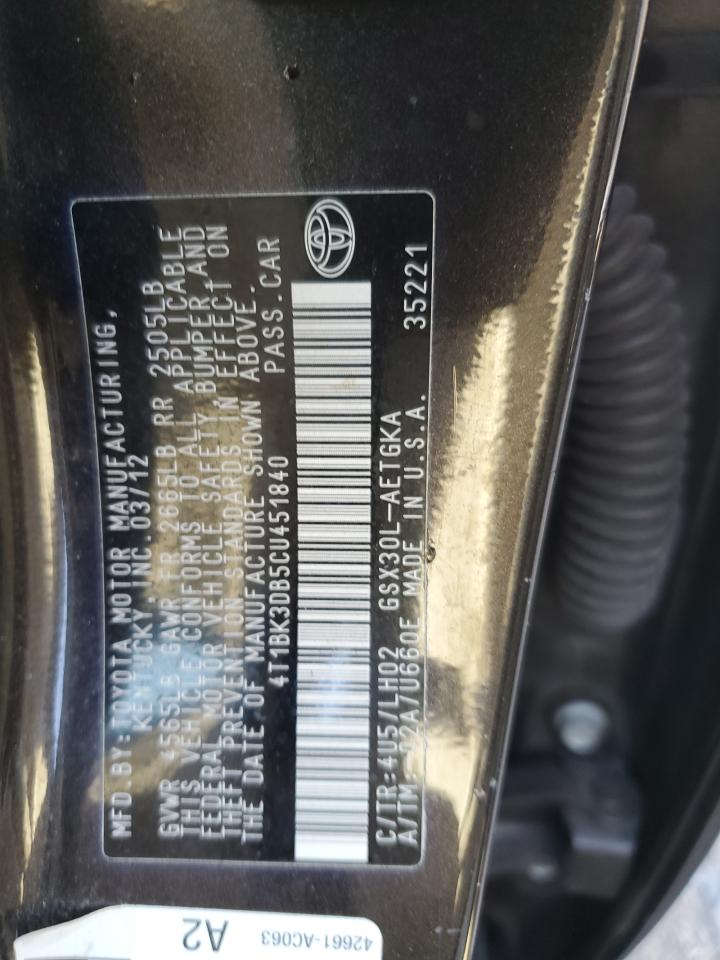 MFD.BY:TOYOTA MOTOR MANUFACTURING,
KENTUCKY INC.03/12
GVWR 4565LB GAWR FR 2665LB RR 2505LB
THIS VEHICLE CONFORMS TO ALL APPLICABLE
FEDERAL MOTOR VEHICLE SAFETY BUMPER,AND
THEFT PREVENTION STANDARDS IN EFFECT ON
THE DATE OF MANUFACTURE SHOWN ABOVE.
4T1BK3DB5CU451840 PASS.CAR
C/TR:4U5/LH02 GSX30L-AETGKA
A/TM: /U660E MADE IN U.S.A. 35221
A2
42661-AC063